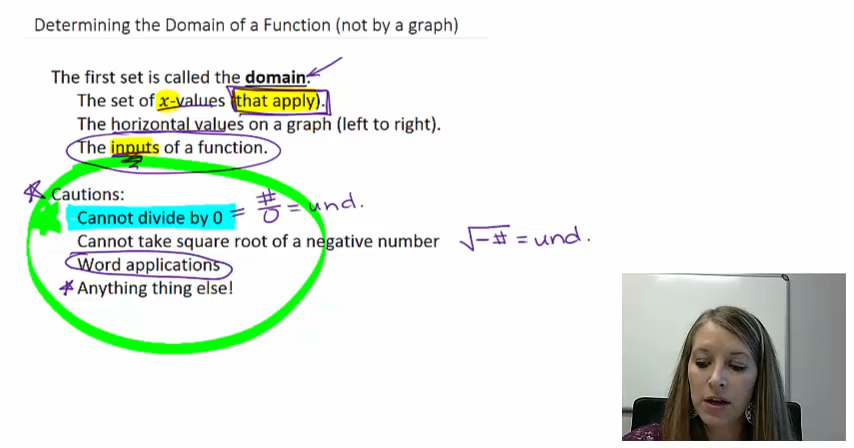 Determining the Domain of a Function (not by a graph)
The first set is called the domain:
The set of x-values (that apply).
The horizontal values on a graph (left to right).
The inputs of a function.
Cautions:
Cannot divide by 0 = #/0 = und.
Cannot take square root of a negative number √-# = und.
Word applications
Anything thing else!